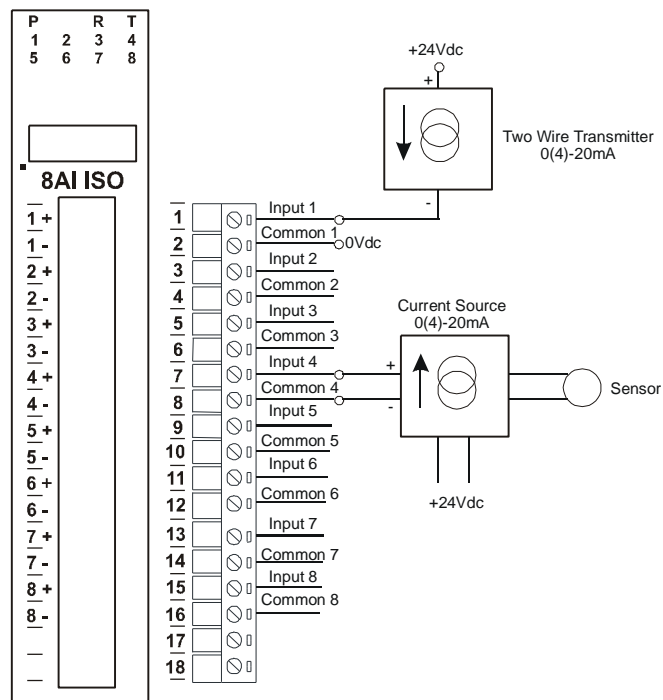 P R T
1 2 3 4
5 6 7 8
8AI ISO
1 +
1 -
2 +
2 -
3 +
3 -
4 +
4 -
5 +
5 -
6 +
6 -
7 +
7 -
8 +
8 -
1 Input 1
2 Common 1 0Vdc
3 Input 2
4 Common 2
5 Input 3
6 Common 3
7 Input 4
8 Common 4
9 Input 5
10 Common 5
11 Input 6
12 Common 6
13 Input 7
14 Common 7
15 Input 8
16 Common 8
17
18
+24Vdc
+
-
Two Wire Transmitter
0(4)-20mA
Current Source
0(4)-20mA
+
-
Sensor
+24Vdc